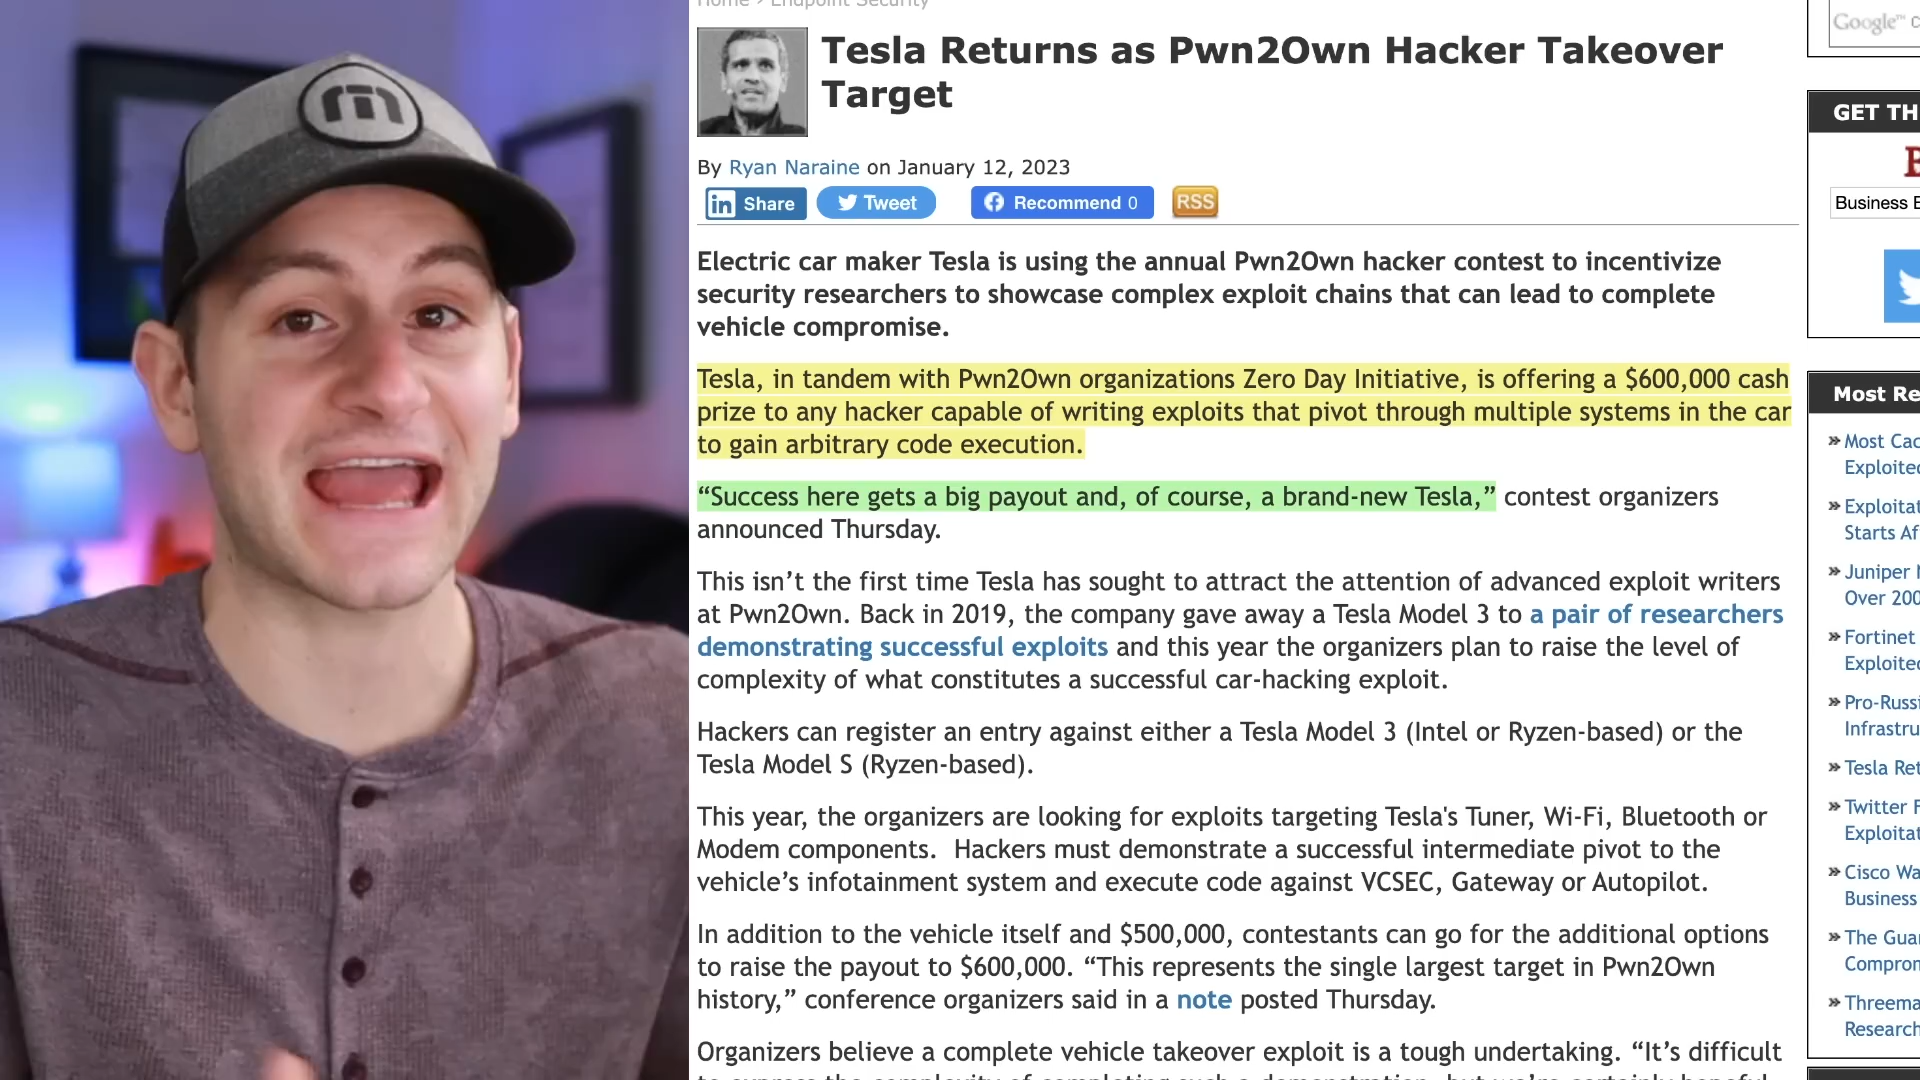 Home > Endpoint Security
Tesla Returns as Pwn2Own Hacker Takeover
Target
By Ryan Naraine on January 12, 2023
in Share
Tweet
Recommend 0
RSS
Electric car maker Tesla is using the annual Pwn2Own hacker contest to incentivize
security researchers to showcase complex exploit chains that can lead to complete
vehicle compromise.
Tesla, in tandem with Pwn2Own organizations Zero Day Initiative, is offering a $600,000 cash
prize to any hacker capable of writing exploits that pivot through multiple systems in the car
to gain arbitrary code execution.
“Success here gets a big payout and, of course, a brand-new Tesla,” contest organizers
announced Thursday.
This isn’t the first time Tesla has sought to attract the attention of advanced exploit writers
at Pwn2Own. Back in 2019, the company gave away a Tesla Model 3 to a pair of researchers
demonstrating successful exploits and this year the organizers plan to raise the level of
complexity of what constitutes a successful car-hacking exploit.
Hackers can register an entry against either a Tesla Model 3 (Intel or Ryzen-based) or the
Tesla Model S (Ryzen-based).
This year, the organizers are looking for exploits targeting Tesla's Tuner, Wi-Fi, Bluetooth or
Modem components. Hackers must demonstrate a successful intermediate pivot to the
vehicle’s infotainment system and execute code against VCSEC, Gateway or Autopilot.
In addition to the vehicle itself and $500,000, contestants can go for the additional options
to raise the payout to $600,000. “This represents the single largest target in Pwn2Own
history,” conference organizers said in a note posted Thursday.
Organizers believe a complete vehicle takeover exploit is a tough undertaking. “It’s difficult
Google™ C
GET TH
B
Business E
Most Re
Most Cac
Exploited
Exploitat
Starts Af
Juniper N
Over 200
Fortinet
Exploited
Pro-Russi
Infrastru
Tesla Ret
Twitter F
Exploitat
Cisco Wa
Business
The Guar
Comprom
Threema
Research